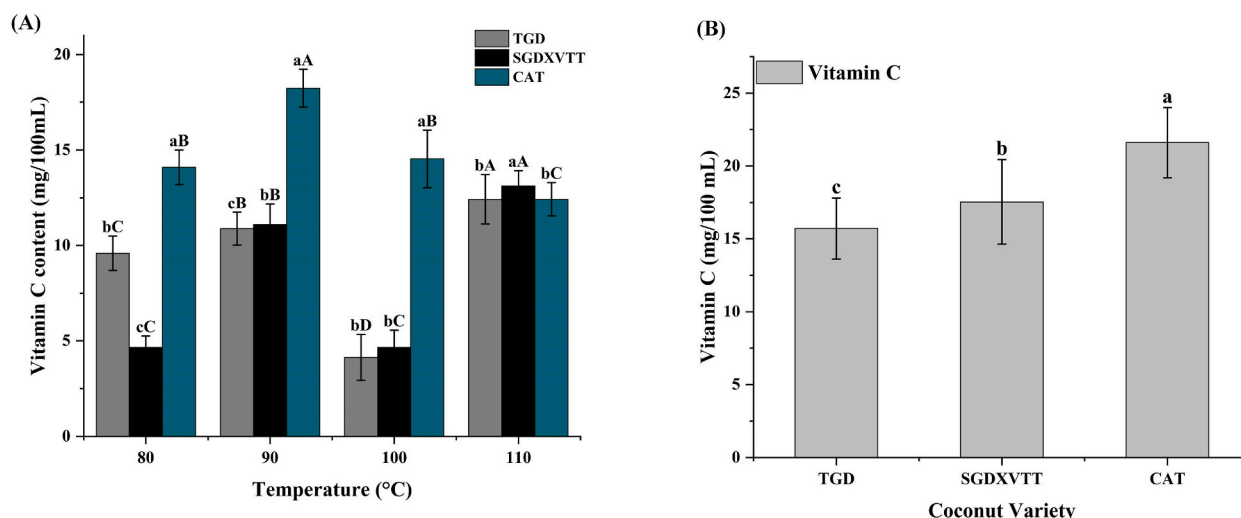 (A)
TGD
SGDXVTT
CAT
Vitamin C content (mg/100mL)
20
15
10
5
0
bC
cC
aB
cB
bB
aA
bD
bC
aB
bA
aA
bC
80
90
100
110
Temperature (°C)
(B)
Vitamin C
Vitamin C (mg/100 mL)
25
20
15
10
5
0
c
b
a
TGD
SGDXVTT
CAT
Coconut Variety